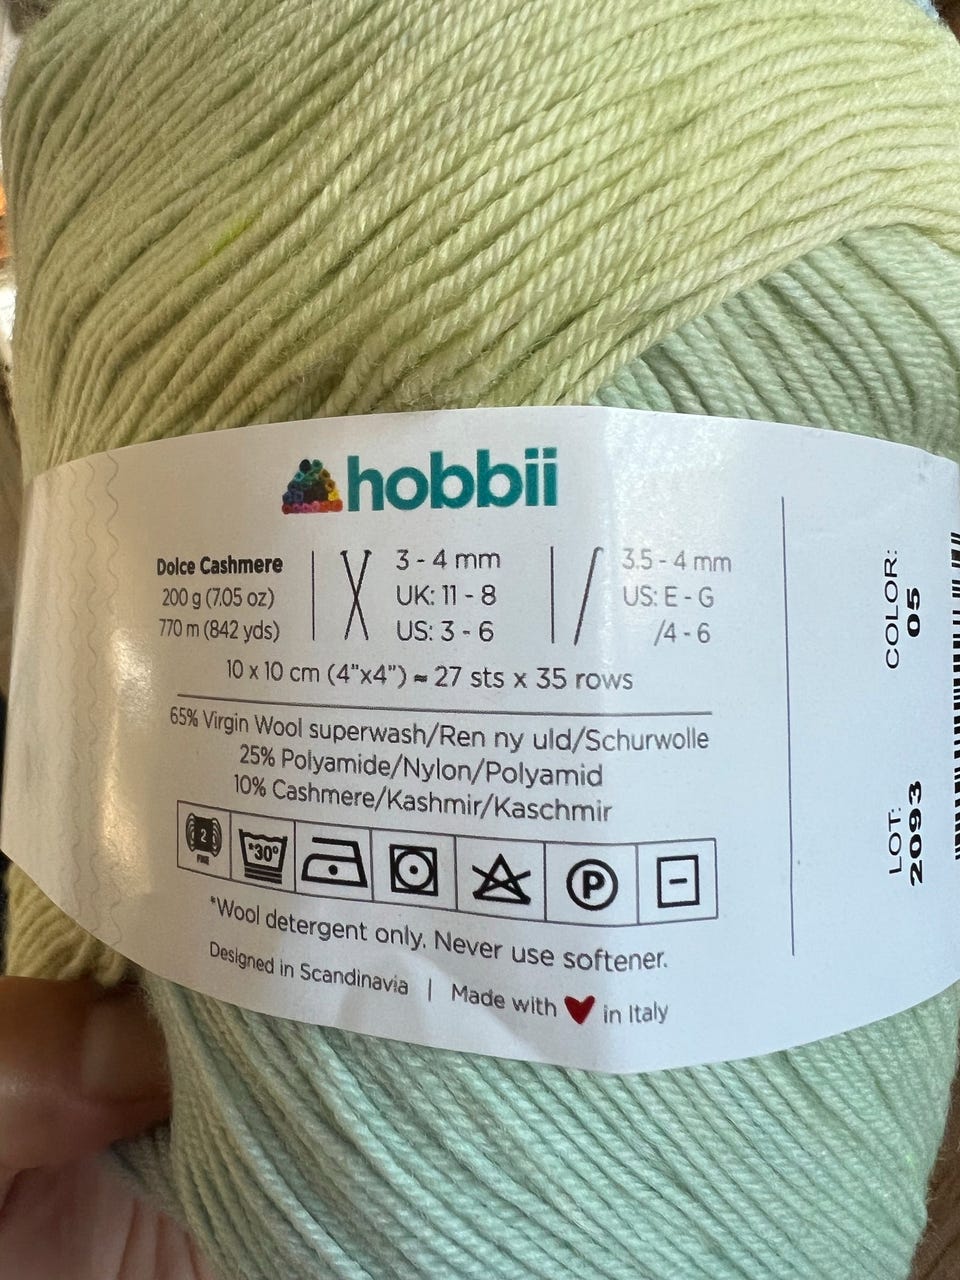 hobbii
Dolce Cashmere
200 g (7.05 oz)
770 m (842 yds)
3 - 4 mm
UK: 11 - 8
US: 3 - 6
3.5 - 4 mm
US: E - G
/4 - 6
10 x 10 cm (4"x4") ≈ 27 sts x 35 rows
65% Virgin Wool superwash/Ren ny uld/Schurwolle
25% Polyamide/Nylon/Polyamid
10% Cashmere/Kashmir/Kaschmir
2
FINE
*30°
P
*Wool detergent only. Never use softener.
Designed in Scandinavia | Made with ♥ in Italy
COLOR:
05
LOT:
2093